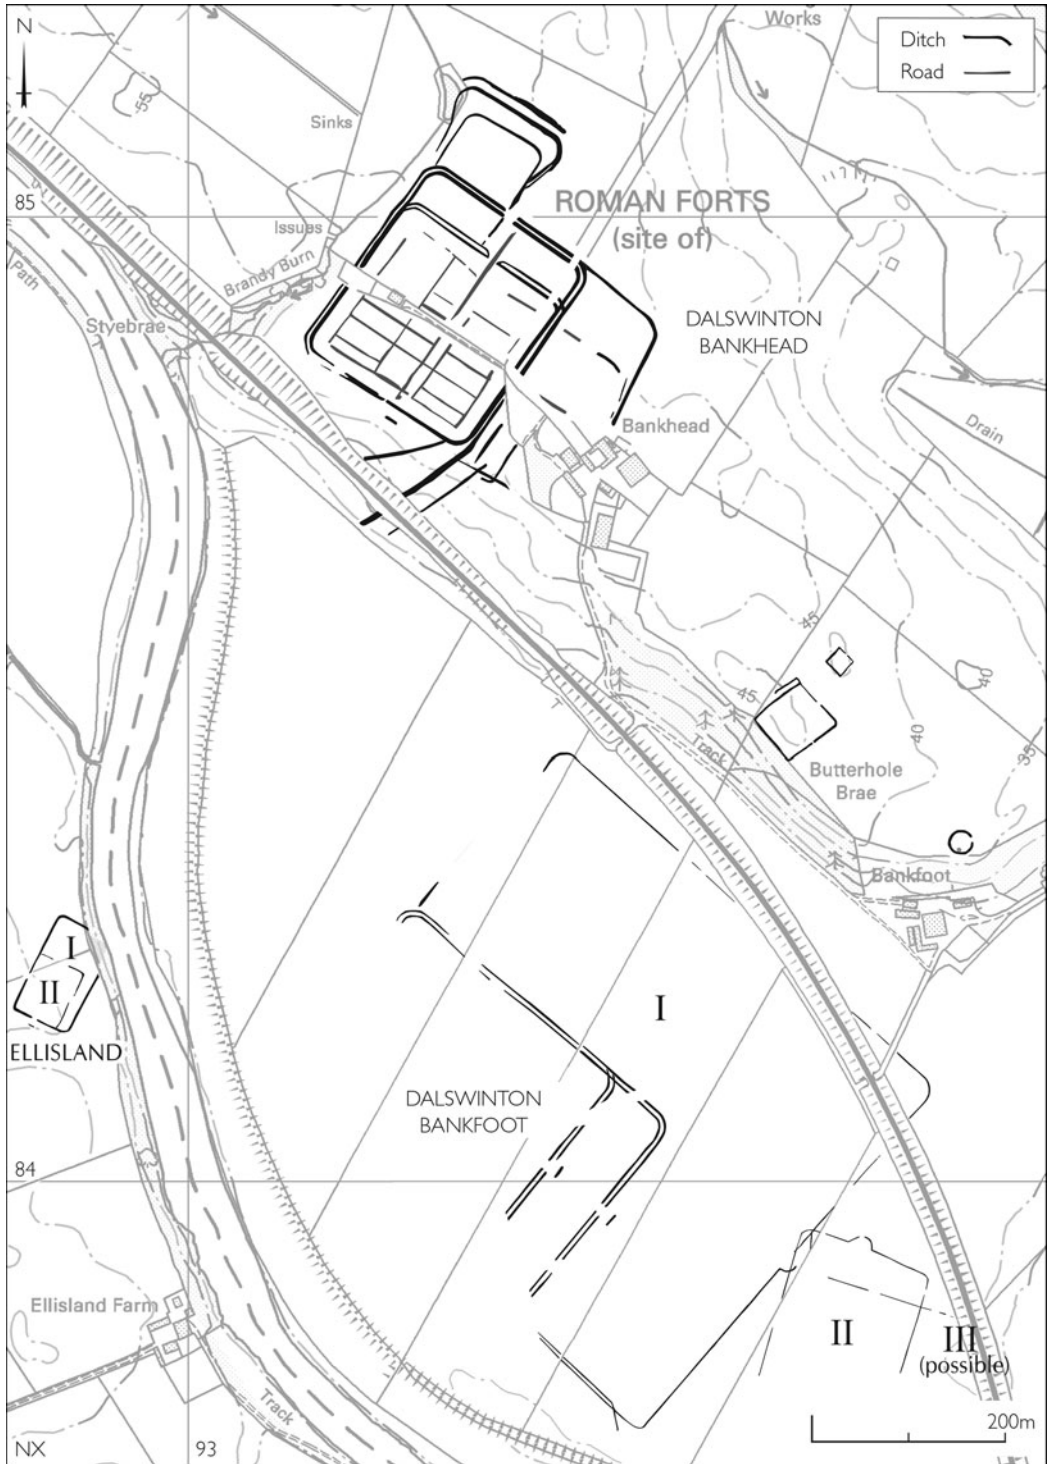 N
Works
Ditch
Road
55
Sinks
85
ROMAN FORTS
(site of)
Issues
Path
Brandy Burn
Styebrae
DALSWINTON
BANKHEAD
Bankhead
Drain
45
40
45
Track
40
35
Butterhole
Brae
Bankfoot
I
II
ELLISLAND
I
DALSWINTON
BANKFOOT
84
Ellisland Farm
II
III
(possible)
Track
200m
NX
93